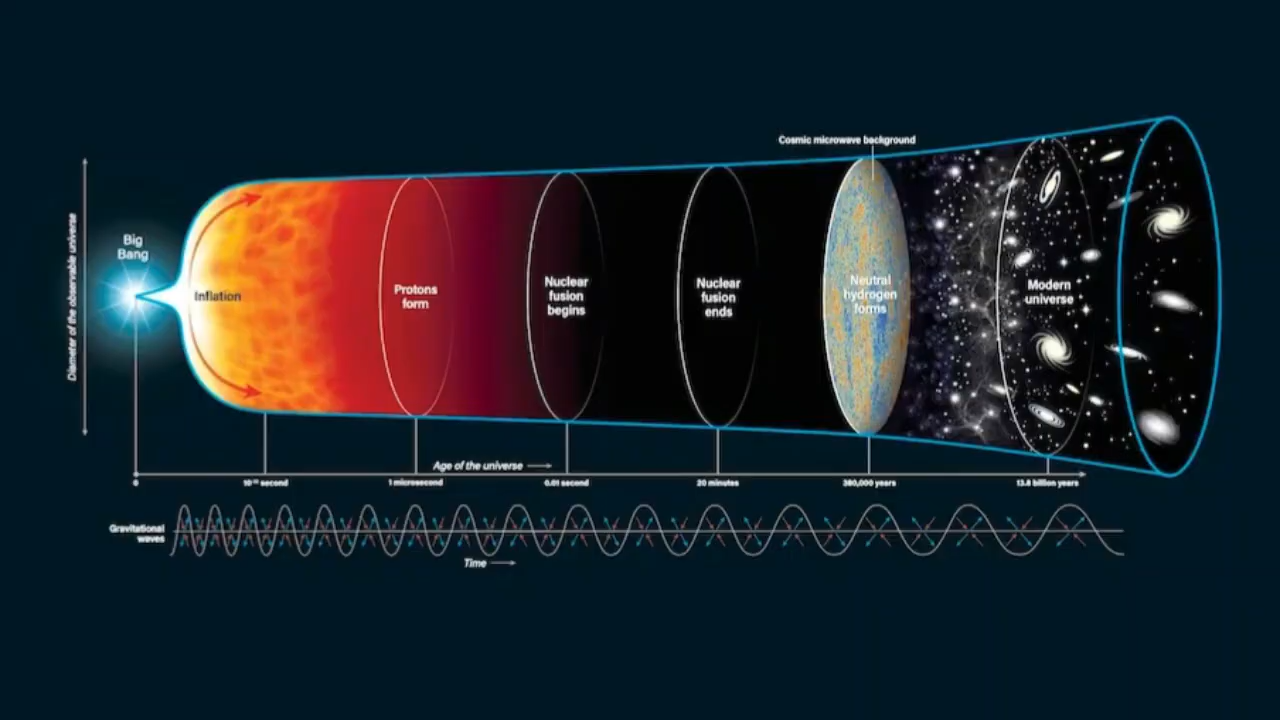 Cosmic microwave background
Big
Bang
Diameter of the observable universe
Inflation
Protons
form
Nuclear
fusion
begins
Nuclear
fusion
ends
Neutral
hydrogen
forms
Modern
universe
Age of the universe
0
second
1 microsecond
0.01 second
20 minutes
380,000 years
13.8 billion years
Gravitational
waves
Time